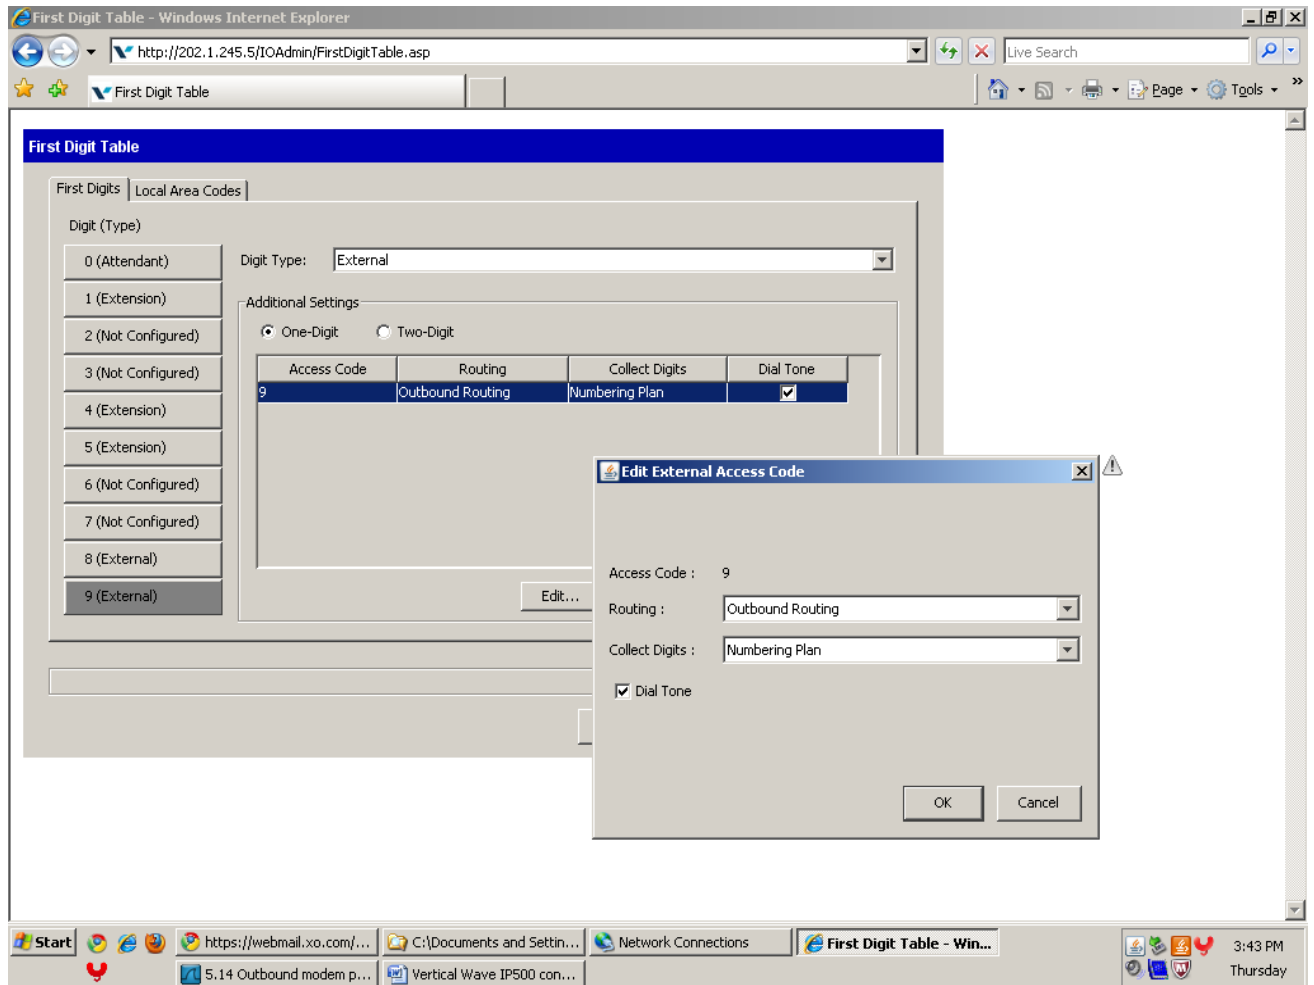 First Digit Table - Windows Internet Explorer
http://202.1.245.5/IOAdmin/FirstDigitTable.asp
Live Search
First Digit Table
Page
Tools
»
First Digit Table
First Digits
Local Area Codes
Digit (Type)
0 (Attendant)
1 (Extension)
2 (Not Configured)
3 (Not Configured)
4 (Extension)
5 (Extension)
6 (Not Configured)
7 (Not Configured)
8 (External)
9 (External)
Digit Type: External
Additional Settings
One-Digit
Two-Digit
Access Code Routing Collect Digits Dial Tone
9 Outbound Routing Numbering Plan
Edit...
Edit External Access Code
Access Code : 9
Routing : Outbound Routing
Collect Digits : Numbering Plan
Dial Tone
OK
Cancel
Start
https://webmail.xo.com/...
C:\Documents and Settin...
Network Connections
First Digit Table - Win...
3:43 PM
5.14 Outbound modem p...
Vertical Wave IP500 con...
Thursday